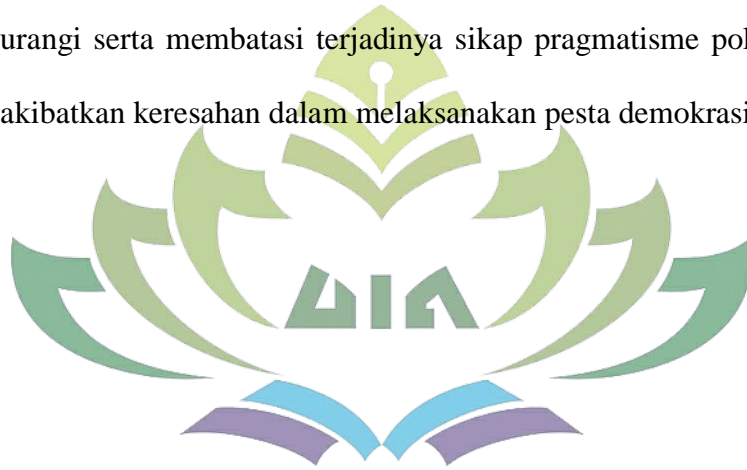 urangi serta membatasi terjadinya sikap pragmatisme pol
akibatkan keresahan dalam melaksanakan pesta demokrasi
UIN